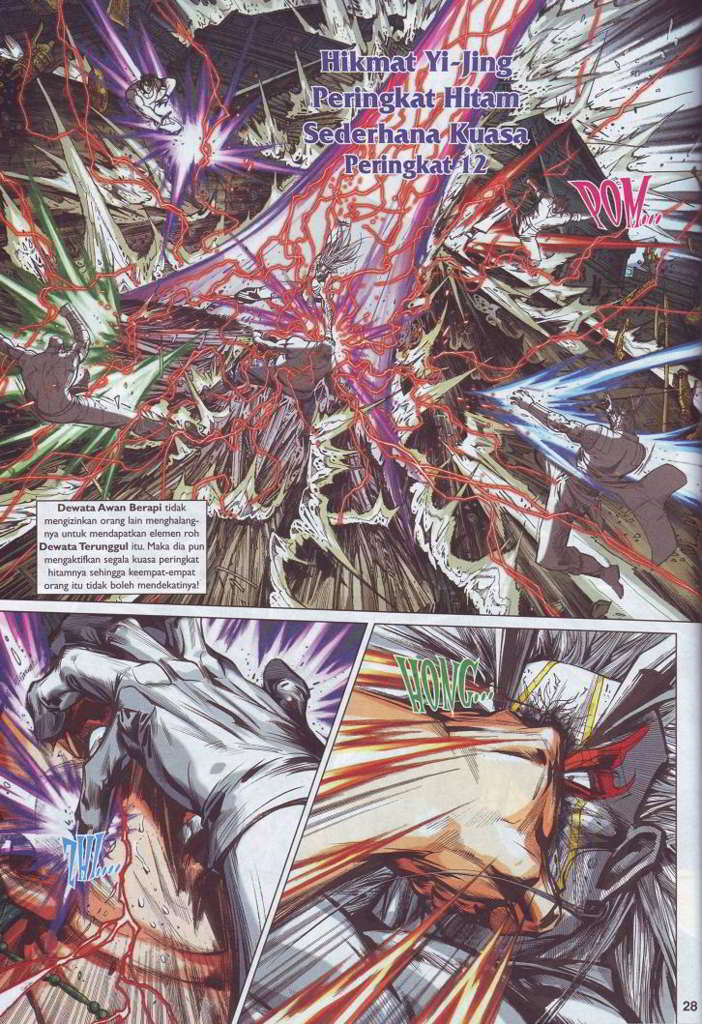 Hikmat Yi-Jing
Peringkat Hitam
Sederhana Kuasa
Peringkat 12
POM...
Dewata Awan Berapi tidak
mengizinkan orang lain menghalang-
nya untuk mendapatkan elemen roh
Dewata Terunggul itu. Maka dia pun
mengaktifkan segala kuasa peringkat
hitamnya sehingga keempat-empat
orang itu tidak boleh mendekatinya!
ZAP...
HONG...
28